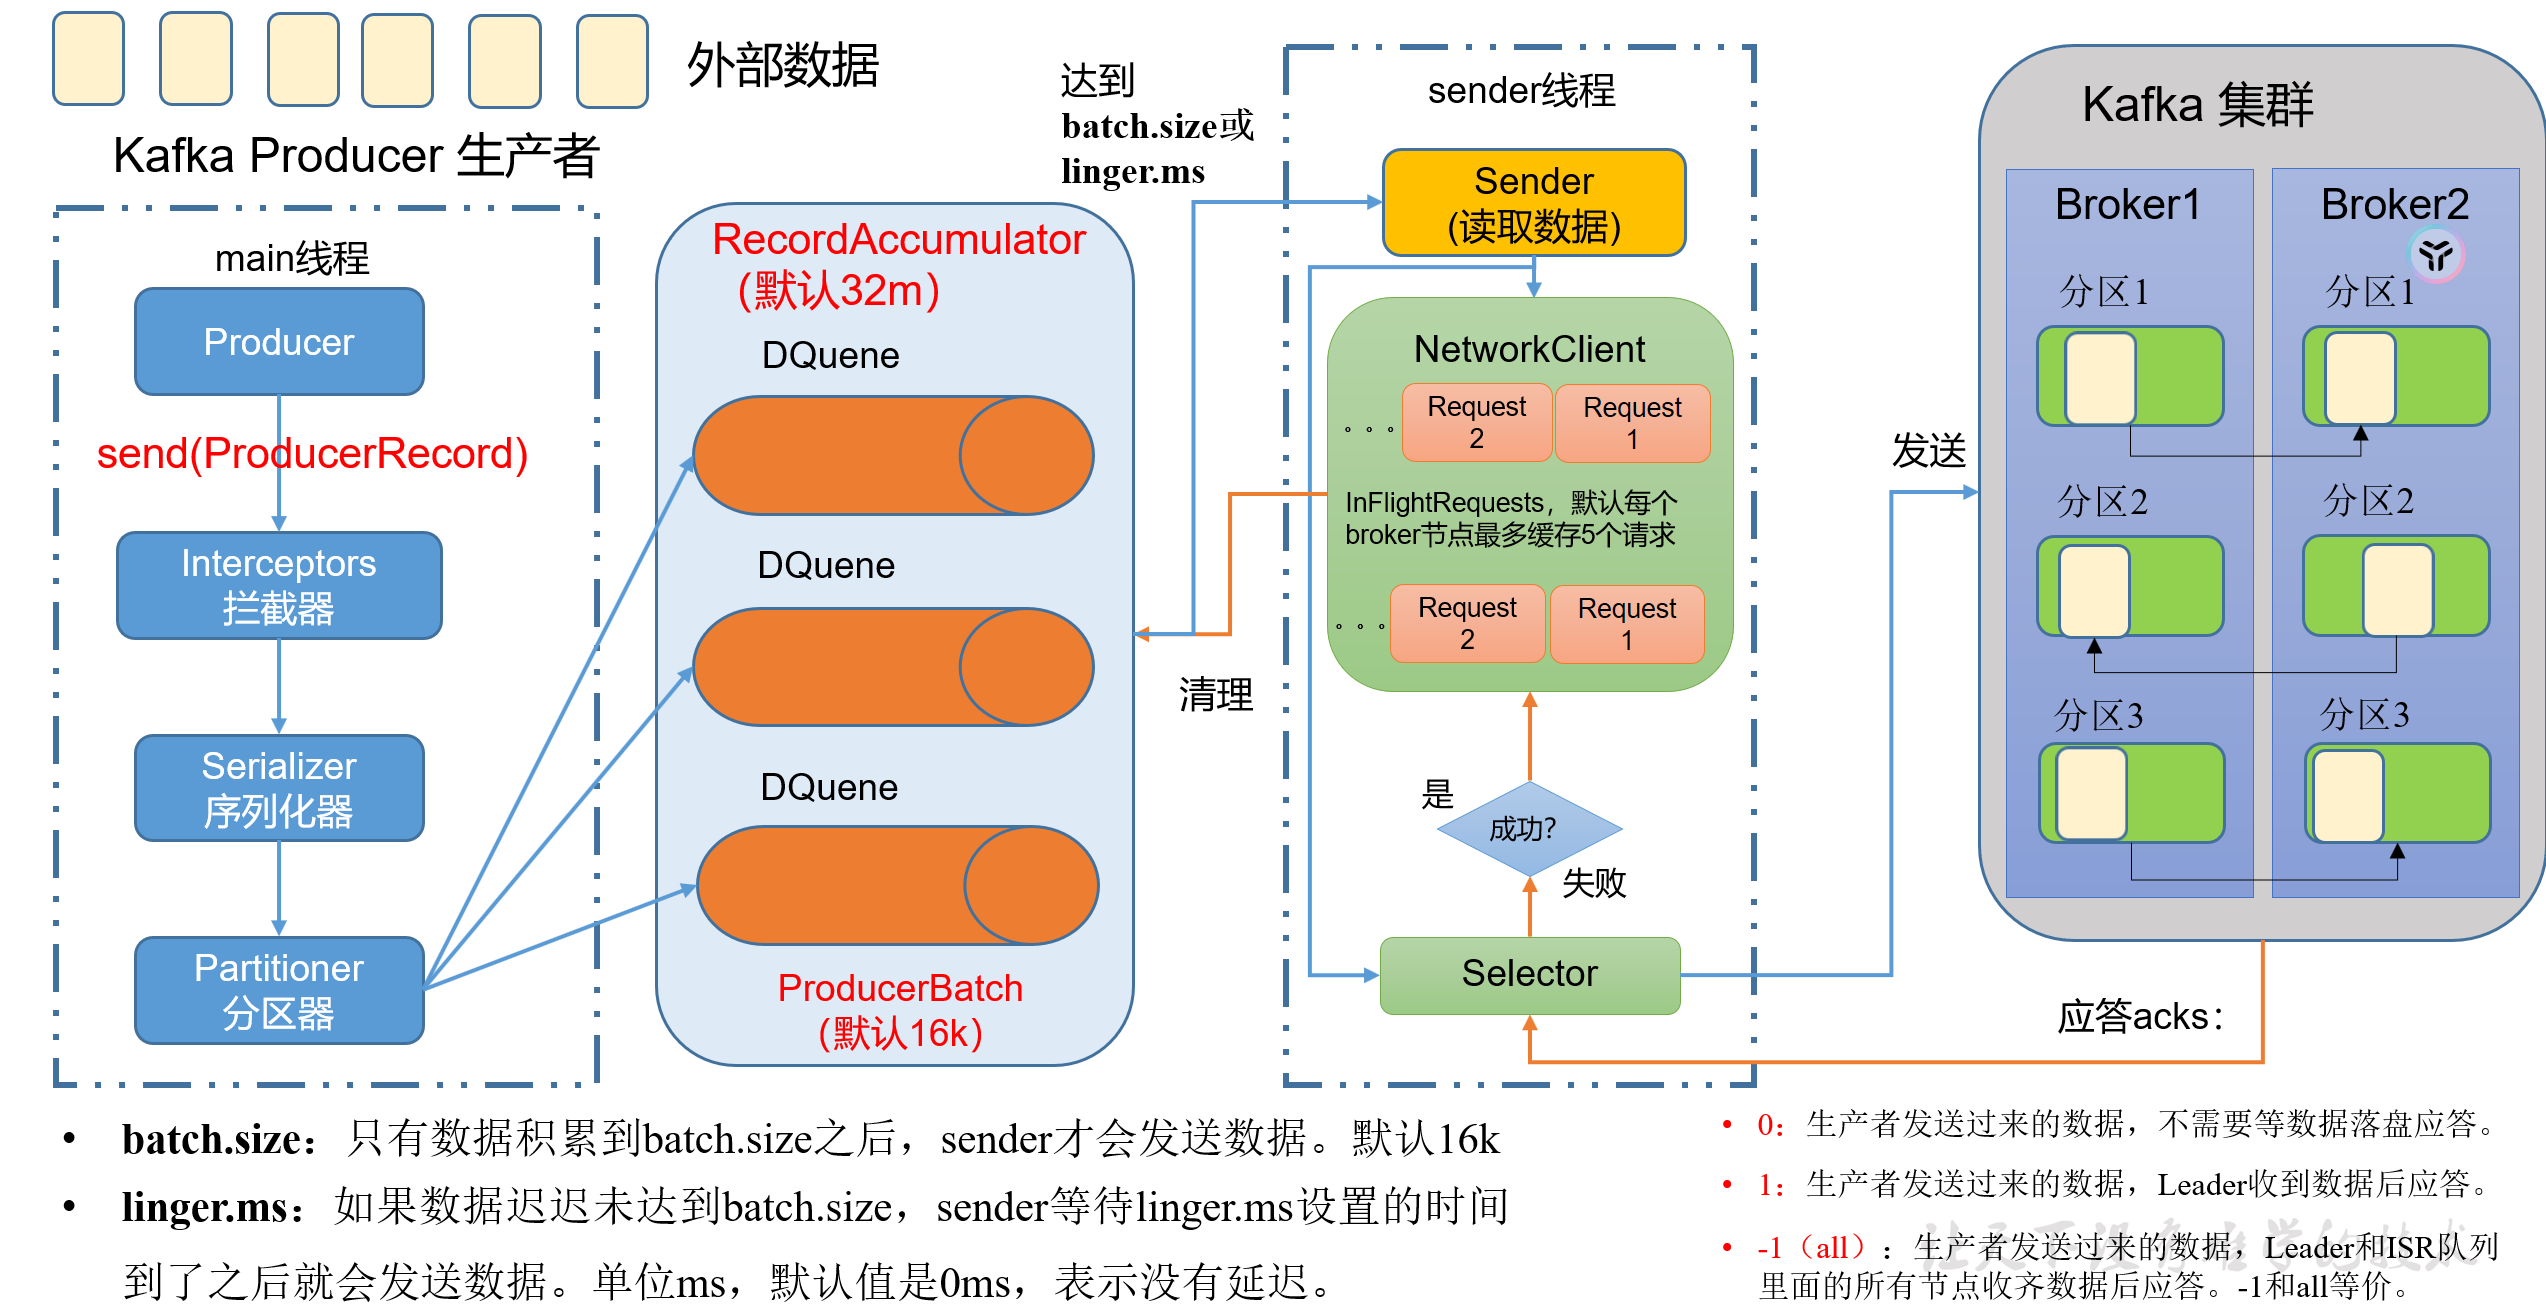 外部数据
Kafka Producer 生产者
main线程
Producer
send(ProducerRecord)
Interceptors
拦截器
Serializer
序列化器
Partitioner
分区器
RecordAccumulator
（默认32m）
DQuene
DQuene
DQuene
ProducerBatch
（默认16k）
达到
batch.size或
linger.ms
清理
sender线程
Sender
(读取数据)
NetworkClient
。。。
Request
2
Request
1
InFlightRequests，默认每个
broker节点最多缓存5个请求
。。。
Request
2
Request
1
是
成功?
失败
Selector
发送
Kafka 集群
Broker1
分区1
分区2
分区3
Broker2
分区1
分区2
分区3
应答acks：
• batch.size：只有数据积累到batch.size之后，sender才会发送数据。默认16k
• linger.ms：如果数据迟迟未达到batch.size，sender等待linger.ms设置的时间
到了之后就会发送数据。单位ms，默认值是0ms，表示没有延迟。
• 0：生产者发送过来的数据，不需要等数据落盘应答。
• 1：生产者发送过来的数据，Leader收到数据后应答。
• -1（all）：生产者发送过来的数据，Leader和ISR队列
里面的所有节点收齐数据后应答。-1和all等价。
让天下没有难学的技术